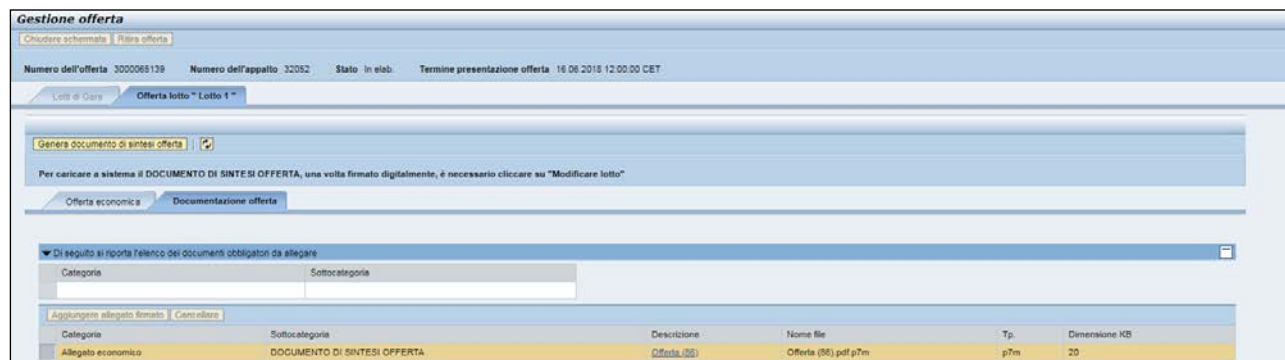 Gestione offerta
Chiudere schermata Ritira offerta
Numero dell'offerta 3000065139 Numero dell'appalto 32052 Stato In elab. Termine presentazione offerta 16.06.2018 12:00:00 CET
Lotti di Gara Offerta lotto " Lotto 1 "
Genera documento di sintesi offerta
Per caricare a sistema il DOCUMENTO DI SINTESI OFFERTA, una volta firmato digitalmente, è necessario cliccare su "Modificare lotto"
Offerta economica Documentazione offerta
Di seguito si riporta l'elenco dei documenti obbligatori da allegare
Categoria Sottocategoria
Aggiungere allegato firmato Cancellare
Categoria Sottocategoria Descrizione Nome file Tp. Dimensione KB
Allegato economico DOCUMENTO DI SINTESI OFFERTA Offerta (86) Offerta (86).pdf.p7m p7m 20